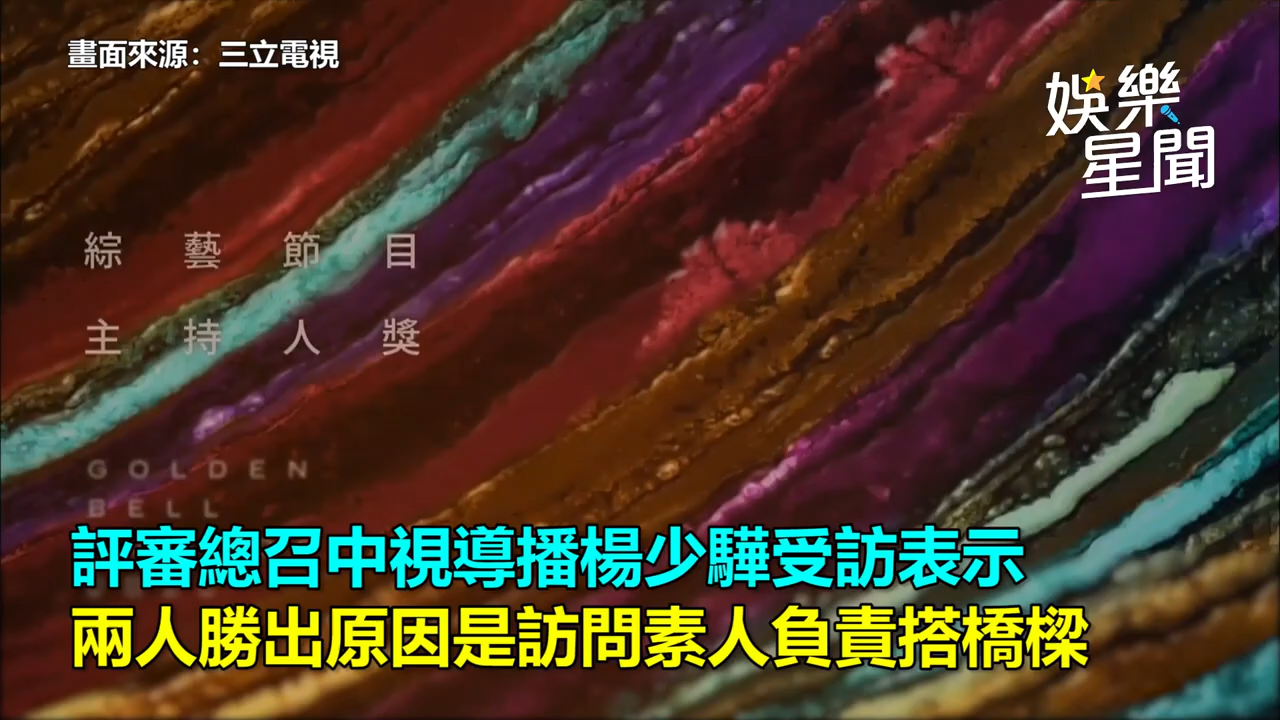 畫面來源：三立電視
娛樂
星聞
綜藝節目
主持人獎
GOLDEN
BELL
評審總召中視導播楊少驊受訪表示
兩人勝出原因是訪問素人負責搭橋樑